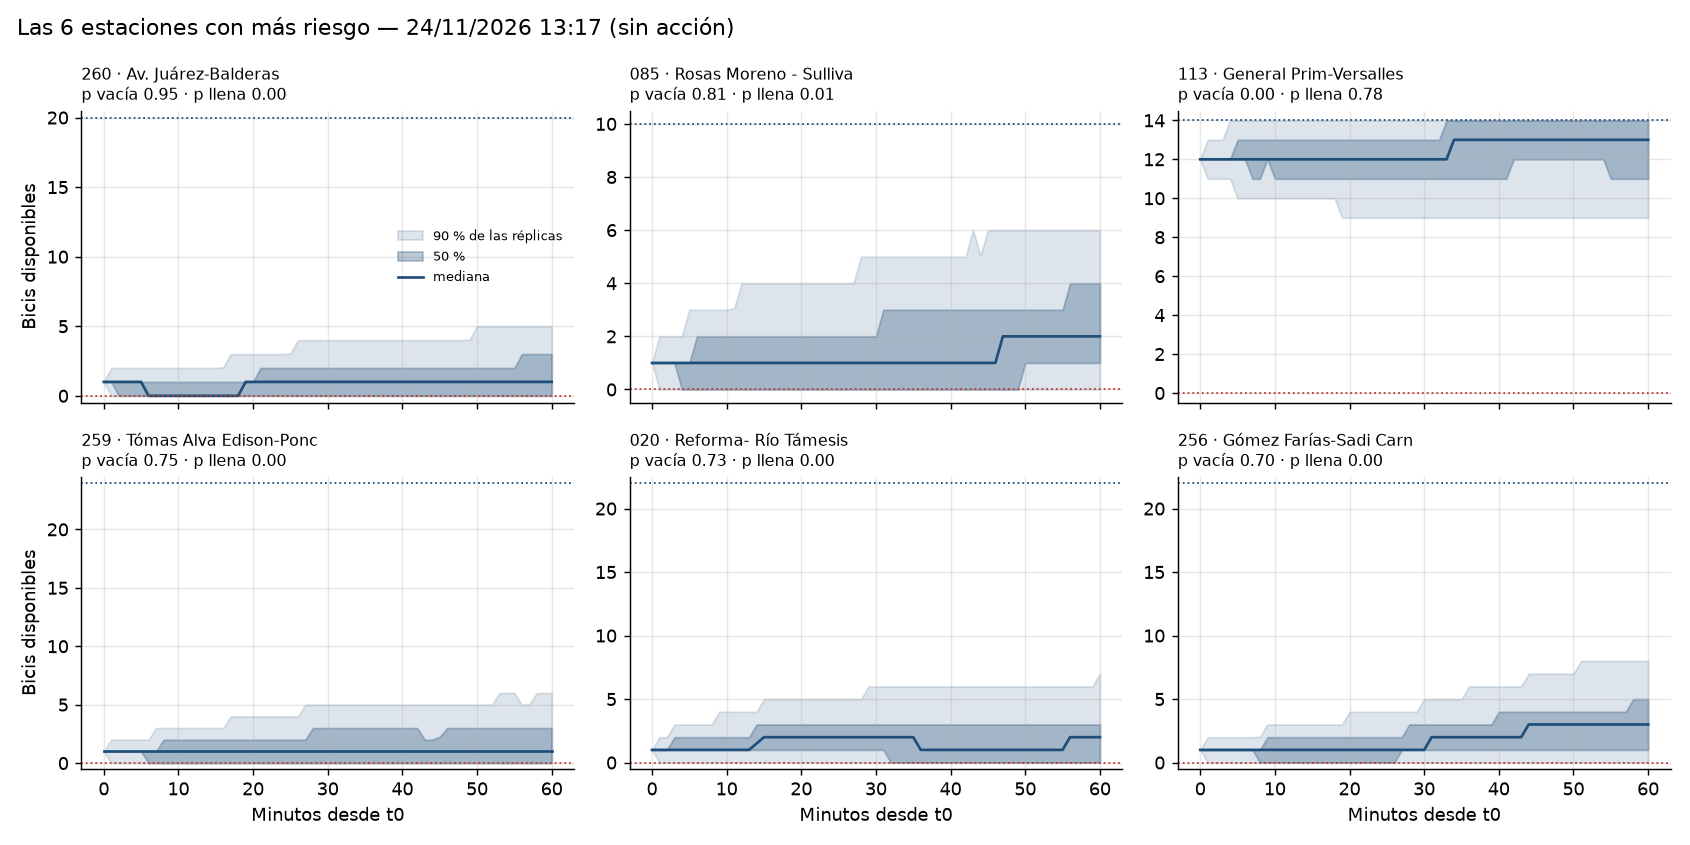 Las 6 estaciones con más riesgo — 24/11/2026 13:17 (sin acción)
260 · Av. Juárez-Balderas
p vacía 0.95 · p llena 0.00
Bicis disponibles
20
15
10
5
0
90 % de las réplicas
50 %
mediana
085 · Rosas Moreno - Sulliva
p vacía 0.81 · p llena 0.01
10
8
6
4
2
0
113 · General Prim-Versalles
p vacía 0.00 · p llena 0.78
14
12
10
8
6
4
2
0
259 · Tómas Alva Edison-Ponc
p vacía 0.75 · p llena 0.00
Bicis disponibles
20
15
10
5
0
0 10 20 30 40 50 60
Minutos desde t0
020 · Reforma- Río Támesis
p vacía 0.73 · p llena 0.00
20
15
10
5
0
0 10 20 30 40 50 60
Minutos desde t0
256 · Gómez Farías-Sadi Carn
p vacía 0.70 · p llena 0.00
20
15
10
5
0
0 10 20 30 40 50 60
Minutos desde t0